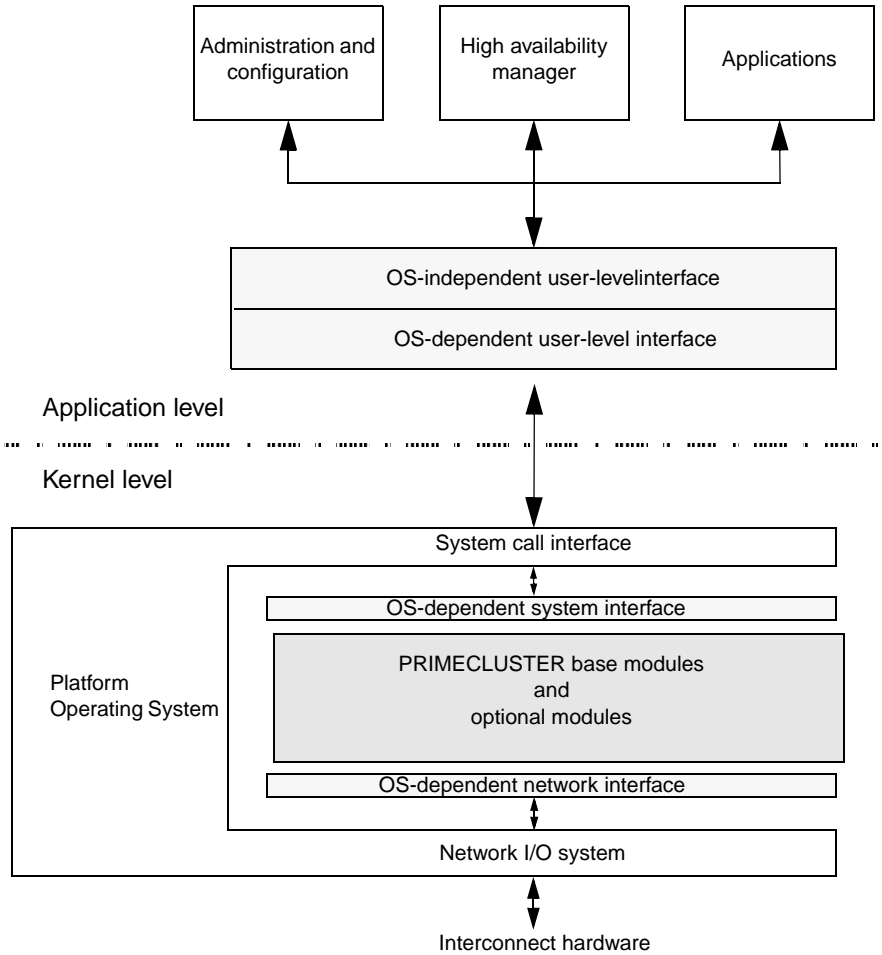 Administration and
configuration
High availability
manager
Applications
OS-independent user-levelinterface
OS-dependent user-level interface
Application level
Kernel level
System call interface
OS-dependent system interface
PRIMECLUSTER base modules
and
optional modules
Platform
Operating System
OS-dependent network interface
Network I/O system
Interconnect hardware